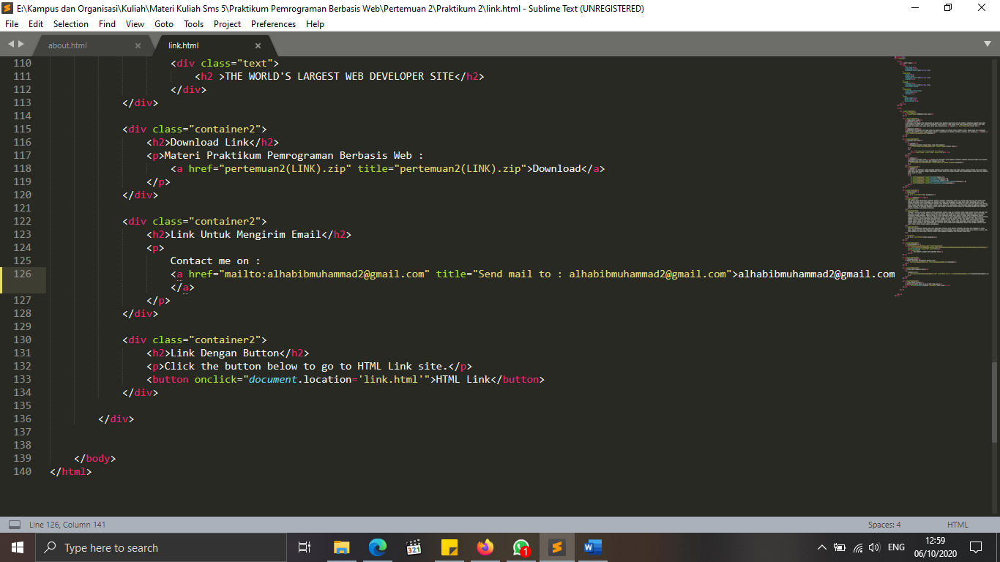 E:\Kampus dan Organisasi\Kuliah\Materi Kuliah Sms 5\Praktikum Pemrograman Berbasis Web\Pertemuan 2\Praktikum 2\link.html - Sublime Text (UNREGISTERED)
File Edit Selection Find View Goto Tools Project Preferences Help
about.html link.html
110 <div class="text">
111 <h2 >THE WORLD'S LARGEST WEB DEVELOPER SITE</h2>
112 </div>
113 </div>
114
115 <div class="container2">
116 <h2>Download Link</h2>
117 <p>Materi Praktikum Pemrograman Berbasis Web :
118 <a href="pertemuan2(LINK).zip" title="pertemuan2(LINK).zip">Download</a>
119 </p>
120 </div>
121
122 <div class="container2">
123 <h2>Link Untuk Mengirim Email</h2>
124 <p>
125 Contact me on :
126 <a href="mailto:alhabibmuhammad2@gmail.com" title="Send mail to : alhabibmuhammad2@gmail.com">alhabibmuhammad2@gmail.com
</a>
127 </p>
128 </div>
129
130 <div class="container2">
131 <h2>Link Dengan Button</h2>
132 <p>Click the button below to go to HTML Link site.</p>
133 <button onclick="document.location='link.html'">HTML Link</button>
134 </div>
135
136 </div>
137
138
139 </body>
140 </html>
Line 126, Column 141 Spaces: 4 HTML
Type here to search 321 1 ENG 12:59
06/10/2020